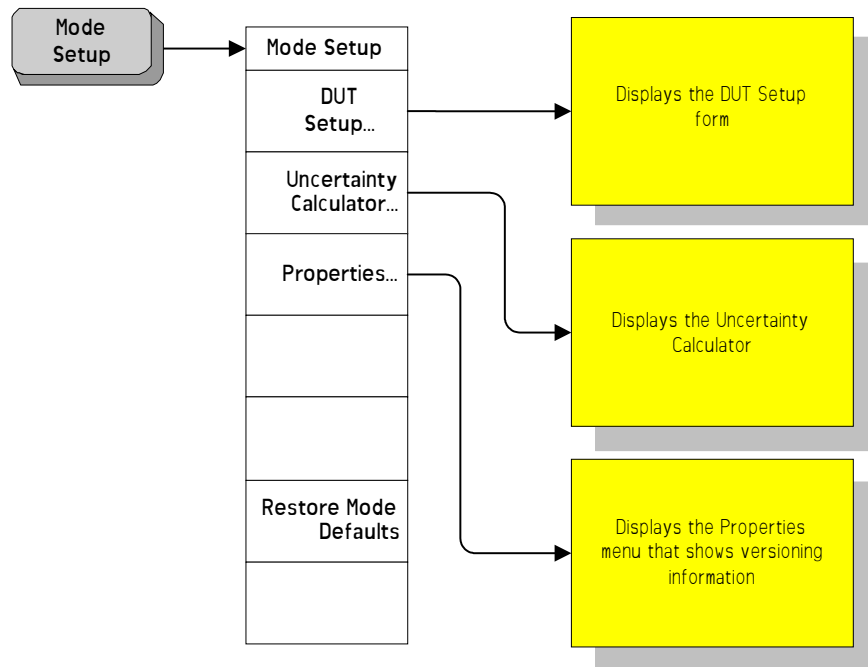 Mode
Setup
Mode Setup
DUT
Setup...
Uncertainty
Calculator...
Properties...
Restore Mode
Defaults
Displays the DUT Setup
form
Displays the Uncertainty
Calculator
Displays the Properties
menu that shows versioning
information